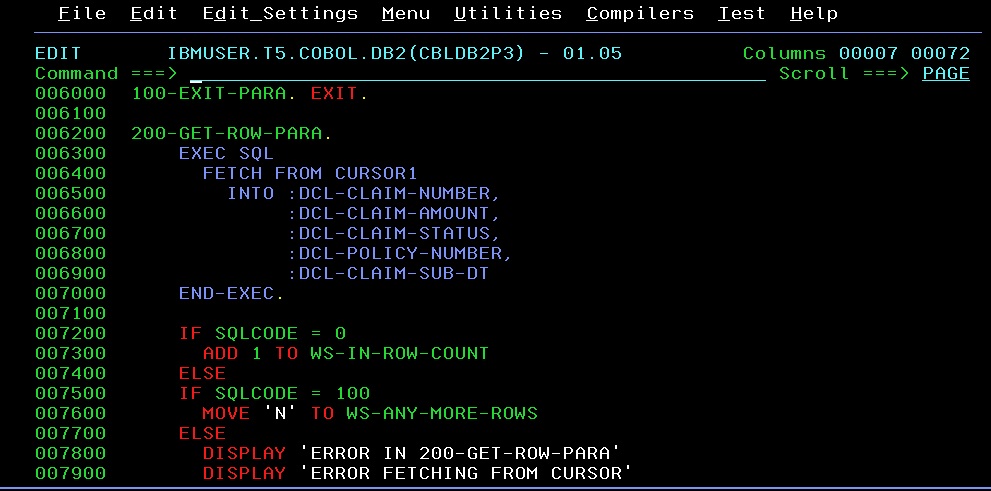 File Edit Edit_Settings Menu Utilities Compilers Test Help
EDIT IBMUSER.T5.COBOL.DB2(CBLDB2P3) - 01.05 Columns 00007 00072
Command ===> Scroll ===> PAGE
006000 100-EXIT-PARA. EXIT.
006100
006200 200-GET-ROW-PARA.
006300 EXEC SQL
006400 FETCH FROM CURSOR1
006500 INTO :DCL-CLAIM-NUMBER,
006600 :DCL-CLAIM-AMOUNT,
006700 :DCL-CLAIM-STATUS,
006800 :DCL-POLICY-NUMBER,
006900 :DCL-CLAIM-SUB-DT
007000 END-EXEC.
007100
007200 IF SQLCODE = 0
007300 ADD 1 TO WS-IN-ROW-COUNT
007400 ELSE
007500 IF SQLCODE = 100
007600 MOVE 'N' TO WS-ANY-MORE-ROWS
007700 ELSE
007800 DISPLAY 'ERROR IN 200-GET-ROW-PARA'
007900 DISPLAY 'ERROR FETCHING FROM CURSOR'